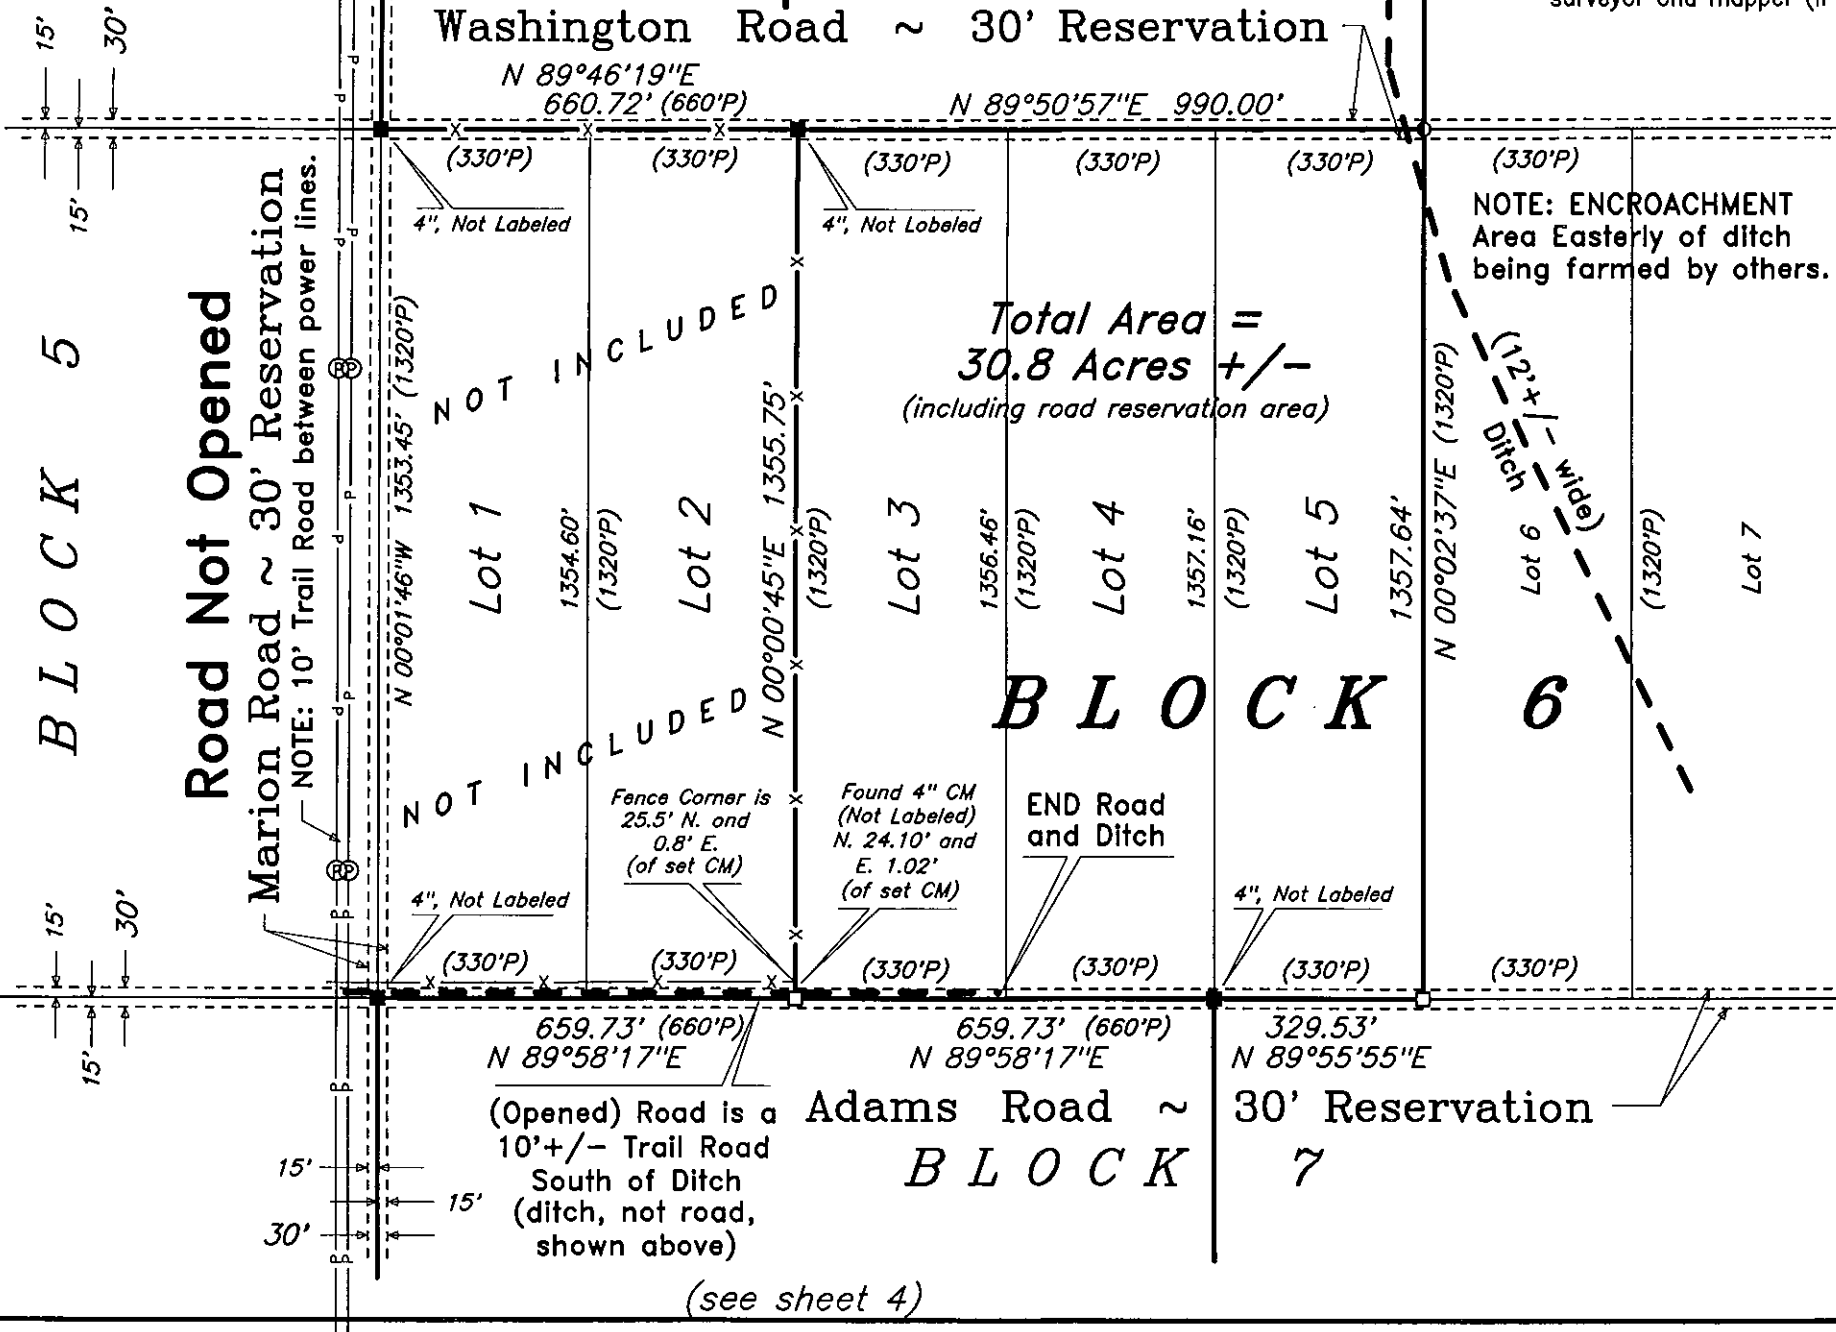 surveyor and mapper (if
Washington Road ~ 30' Reservation
N 89°46'19"E
660.72' (660'P)
N 89°50'57"E 990.00'
15'
30'
15'
(330'P)
(330'P)
(330'P)
(330'P)
(330'P)
(330'P)
4", Not Labeled
4", Not Lobeled
NOTE: ENCROACHMENT
Area Easterly of ditch
being farmed by others.
BLOCK 5
Road Not Opened
Marion Road ~ 30' Reservation
NOTE: 10' Trail Road between power lines.
N 00°01'46"W 1353.45' (1320'P)
NOT INCLUDED
Total Area =
30.8 Acres +/-
(including road reservation area)
Lot 1
1354.60'
(1320'P)
Lot 2
N 00°00'45"E 1355.75'
(1320'P)
Lot 3
1356.46'
(1320'P)
Lot 4
1357.16'
(1320'P)
Lot 5
1357.64'
N 00°02'37"E (1320'P)
(12'+/- wide)
Ditch
Lot 6
(1320'P)
Lot 7
BLOCK 6
NOT INCLUDED
Fence Corner is
25.5' N. ond
0.8' E.
(of set CM)
Found 4" CM
(Not Labeled)
N. 24.10' and
E. 1.02'
(of set CM)
END Road
and Ditch
4", Not Labeled
4", Not Labeled
15'
30'
15'
(330'P)
(330'P)
(330'P)
(330'P)
(330'P)
(330'P)
659.73' (660'P)
N 89°58'17"E
659.73' (660'P)
N 89°58'17"E
329.53'
N 89°55'55"E
(Opened) Road is a
10'+/- Trail Road
South of Ditch
(ditch, not road,
shown above)
Adams Road ~ 30' Reservation
BLOCK 7
15'
15'
30'
(see sheet 4)